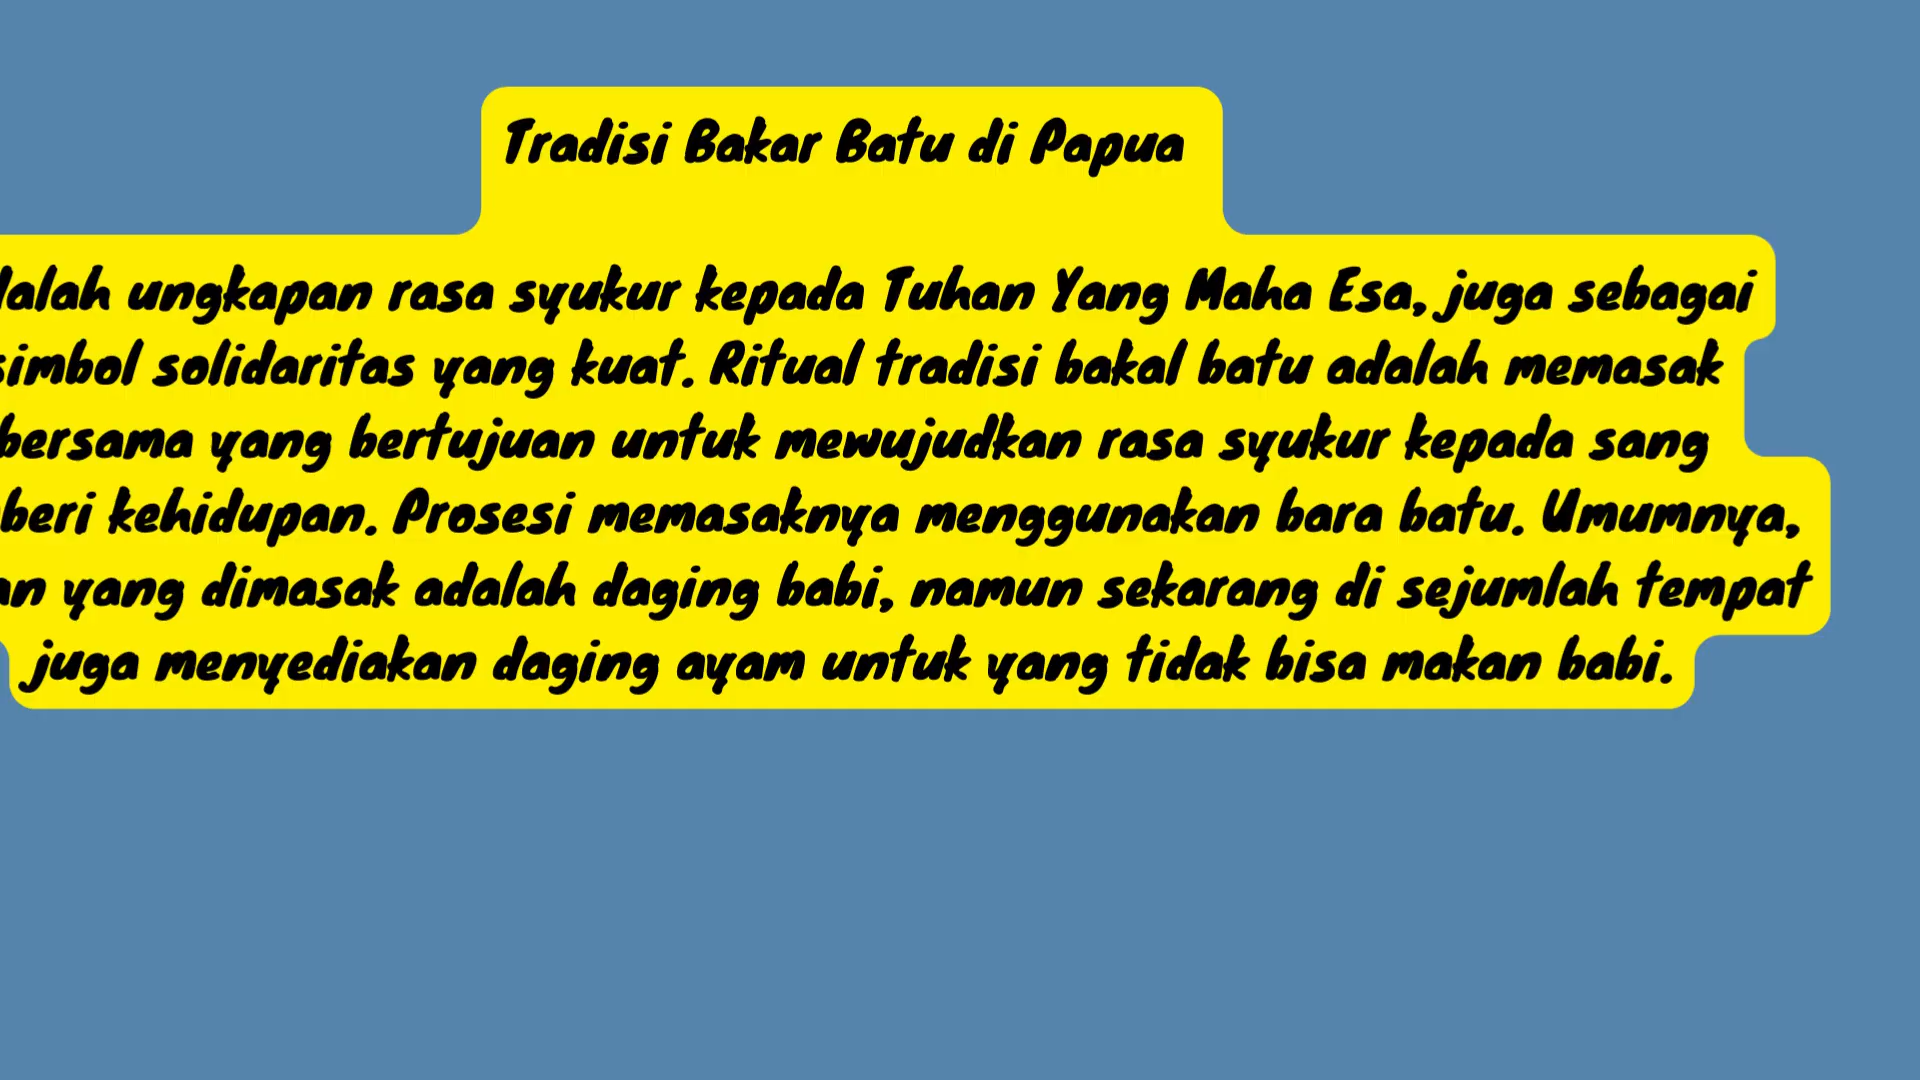 Tradisi Bakar Batu di Papua
ungkapan rasa syukur kepada Tuhan Yang Maha Esa, juga sebagai
simbol solidaritas yang kuat. Ritual tradisi bakal batu adalah memasak
bersama yang bertujuan untuk mewujudkan rasa syukur kepada sang
beri kehidupan. Prosesi memasaknya menggunakan bara batu. Umumnya,
yang dimasak adalah daging babi, namun sekarang di sejumlah tempat
juga menyediakan daging ayam untuk yang tidak bisa makan babi.